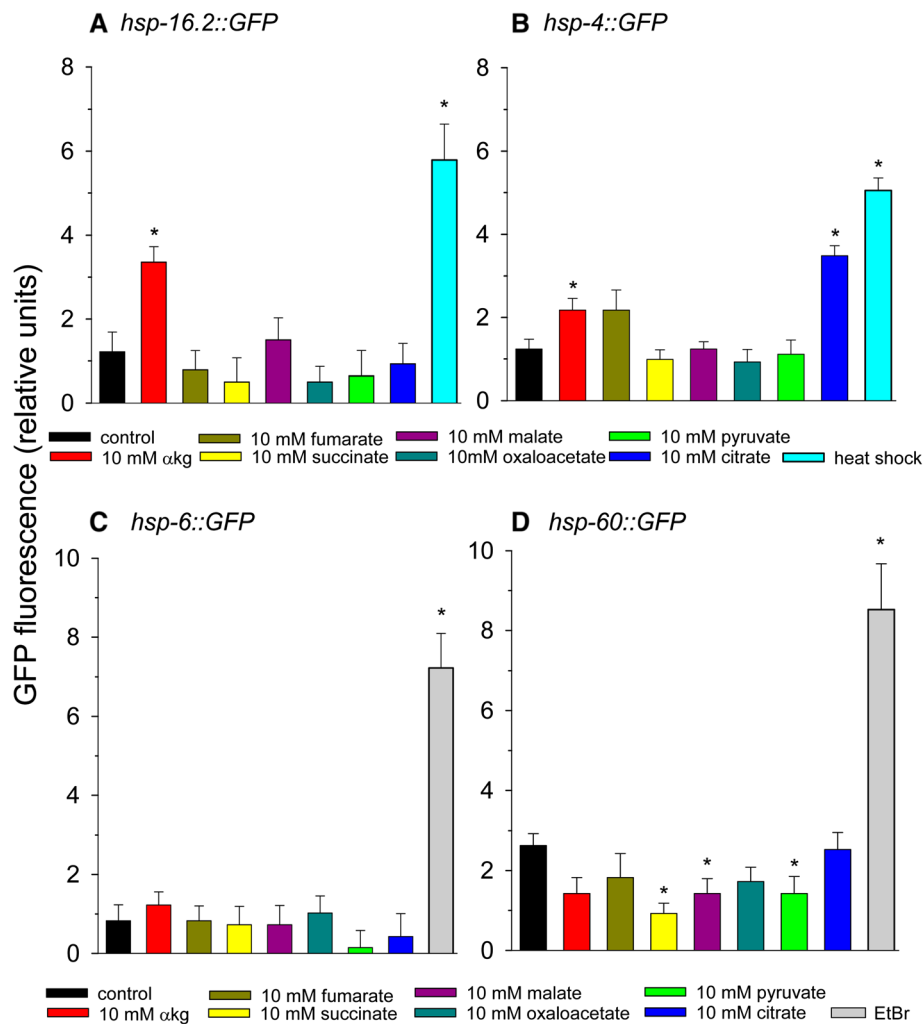 A hsp-16.2::GFP
B hsp-4::GFP
GFP fluorescence (relative units)
8
6
4
2
0
*
*
8
6
4
2
0
*
*
*
control
10 mM fumarate
10 mM malate
10 mM pyruvate
10 mM αkg
10 mM succinate
10mM oxaloacetate
10 mM citrate
heat shock
C hsp-6::GFP
D hsp-60::GFP
10
8
6
4
2
0
*
10
8
6
4
2
0
*
*
*
*
control
10 mM fumarate
10 mM malate
10 mM pyruvate
10 mM αkg
10 mM succinate
10 mM oxaloacetate
10 mM citrate
EtBr